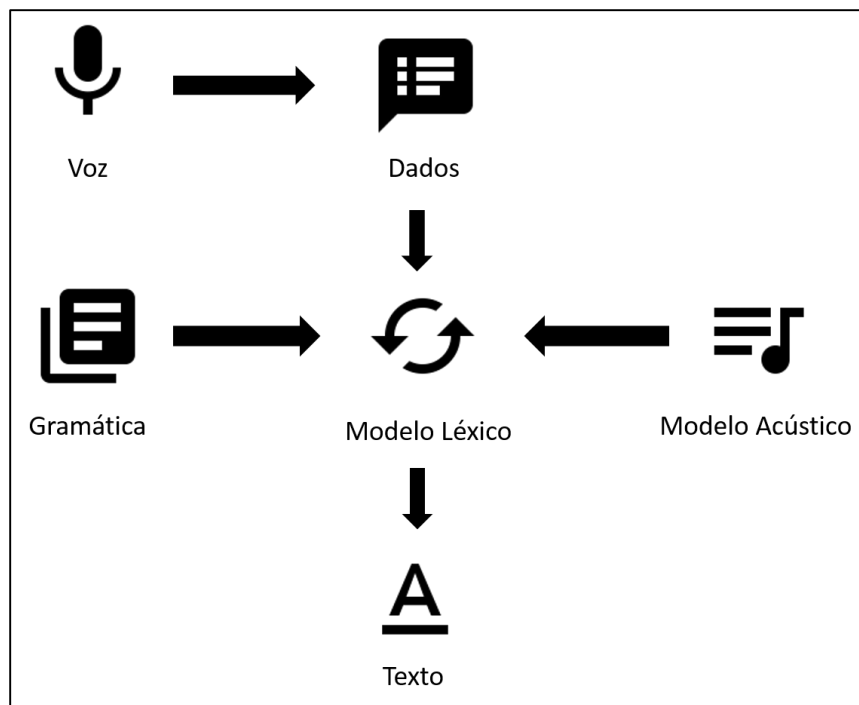 Voz
Dados
Gramática
Modelo Léxico
Modelo Acústico
A
Texto